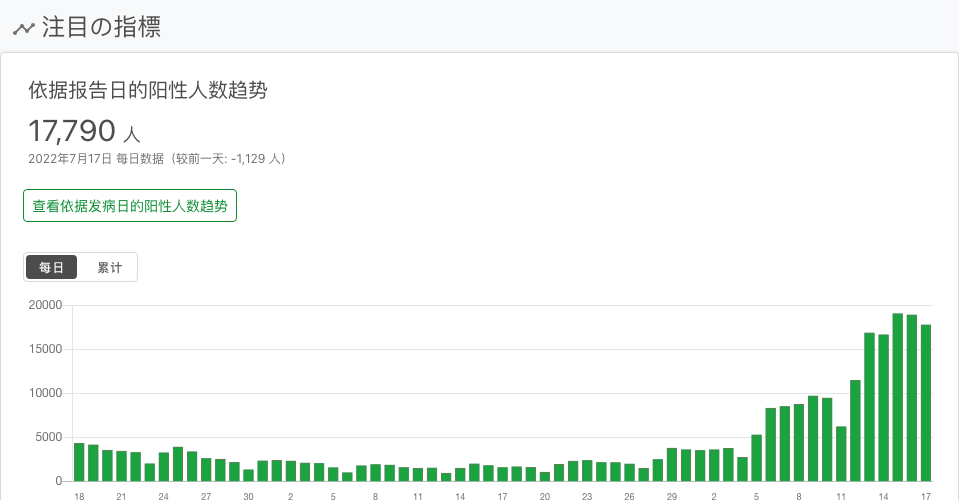 注目の指標
依据报告日的阳性人数趋势
17,790 人
2022年7月17日 每日数据（较前一天: -1,129 人）
查看依据发病日的阳性人数趋势
每日 累计
20000
15000
10000
5000
0
18 21 24 27 30 2 5 8 11 14 17 20 23 26 29 2 5 8 11 14 17